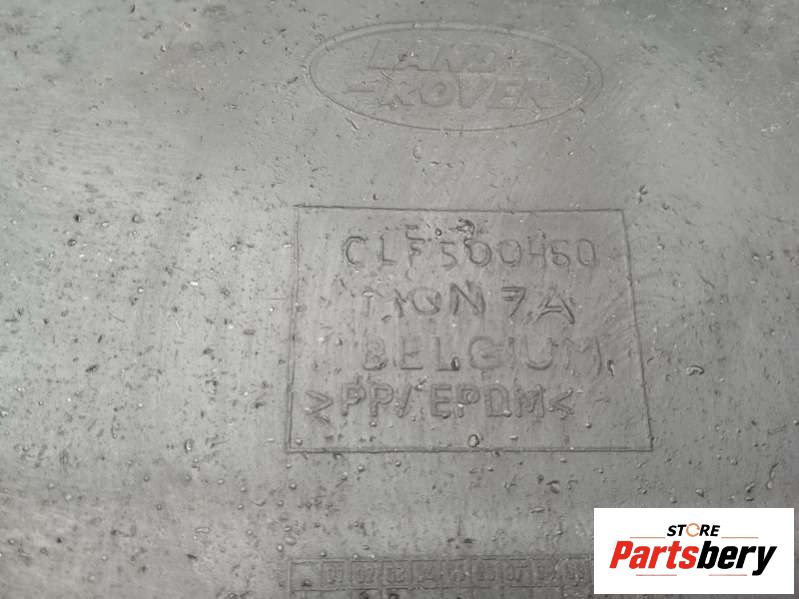 LAND-
-ROVER
CLF500460
BELGIUM
>PP/EPDM<
STORE
Partsbery